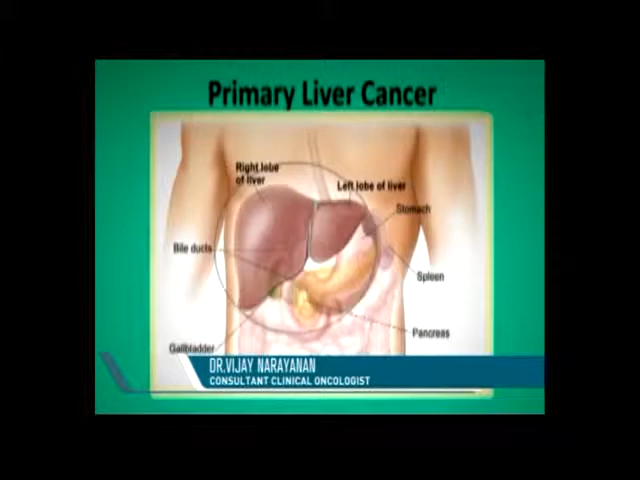 Primary Liver Cancer
Right lobe
of liver
Left lobe of liver
Stomach
Bile ducts
Spleen
Pancreas
Gallbladder
DR.VIJAY NARAYANAN
CONSULTANT CLINICAL ONCOLOGIST